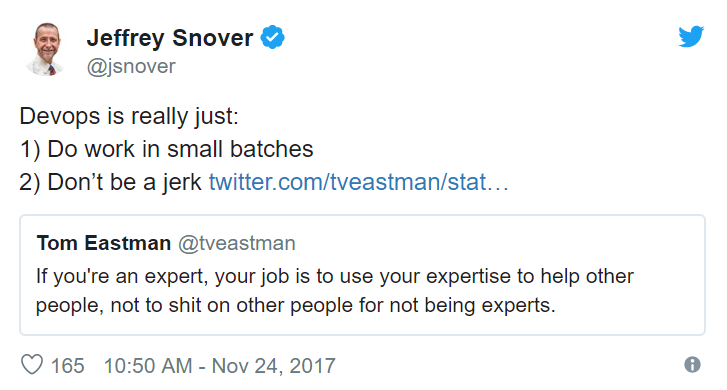 Jeffrey Snover
@jsnover
Devops is really just:
1) Do work in small batches
2) Don’t be a jerk twitter.com/tveastman/stat…
Tom Eastman @tveastman
If you're an expert, your job is to use your expertise to help other
people, not to shit on other people for not being experts.
165 10:50 AM - Nov 24, 2017